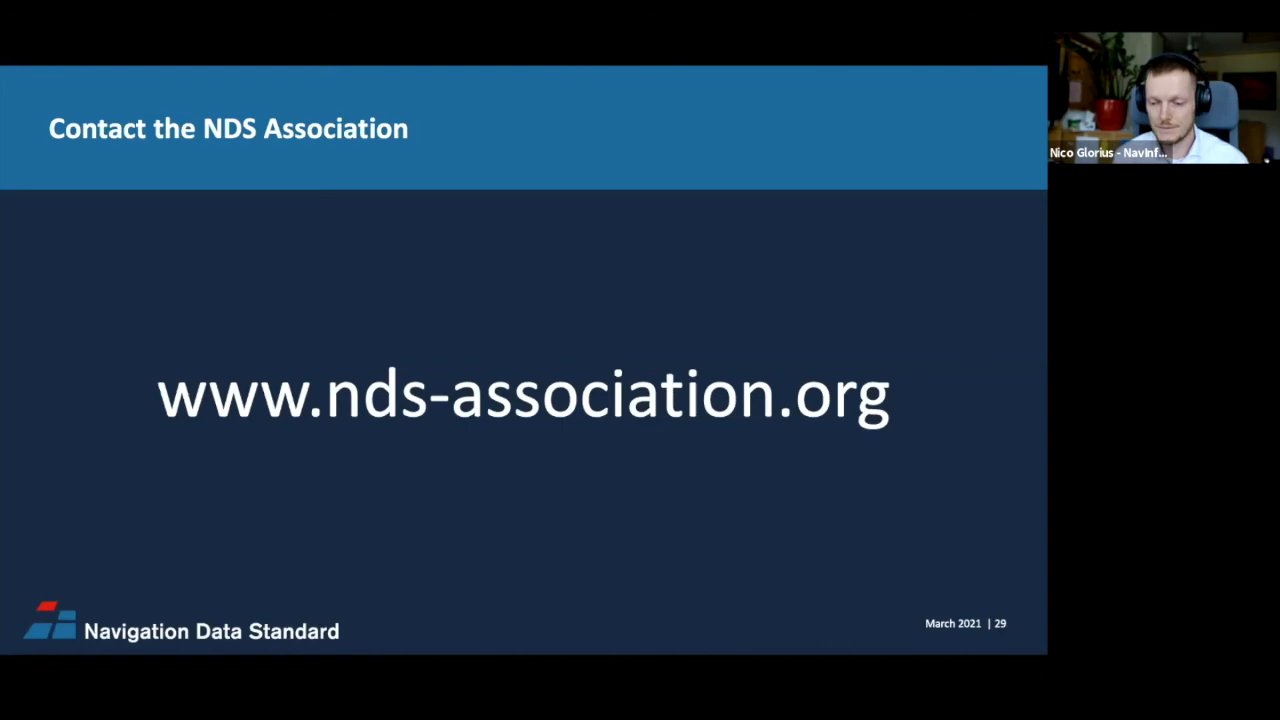 Contact the NDS Association
Nico Glorius - NavInf...
www.nds-association.org
Navigation Data Standard
March 2021 | 29